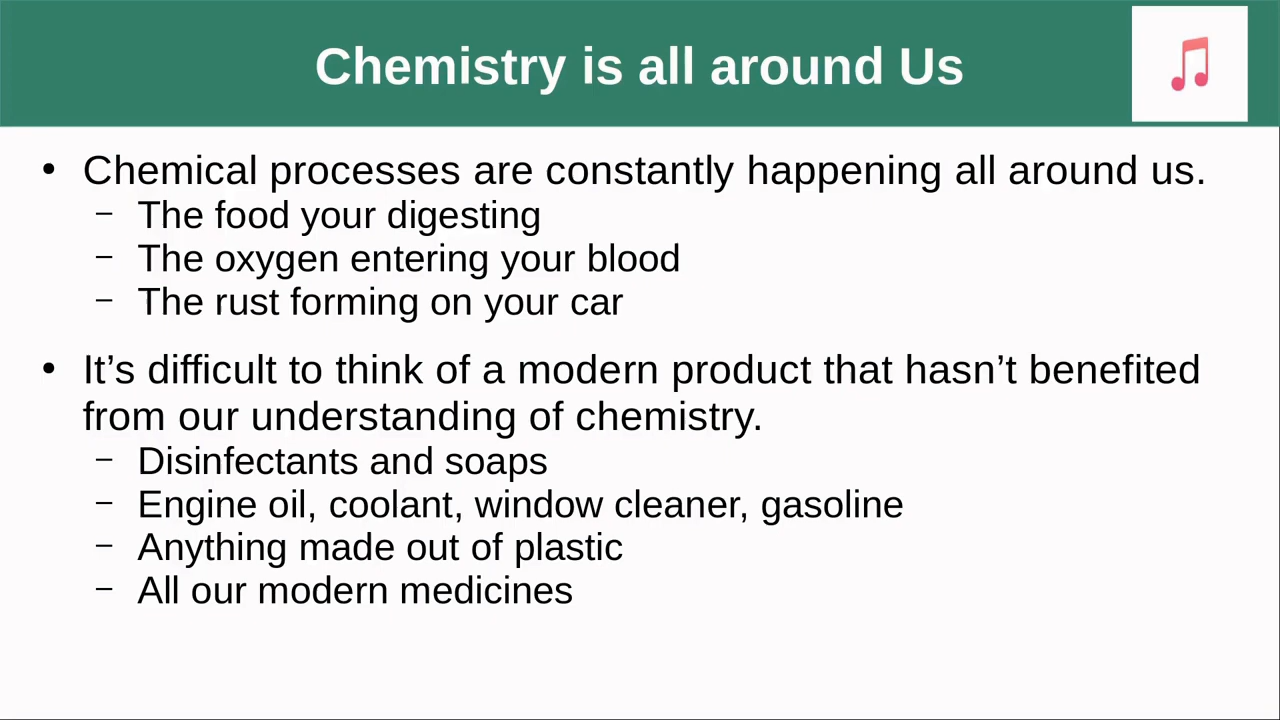 Chemistry is all around Us
• Chemical processes are constantly happening all around us.
– The food your digesting
– The oxygen entering your blood
– The rust forming on your car
• It’s difficult to think of a modern product that hasn’t benefited
from our understanding of chemistry.
– Disinfectants and soaps
– Engine oil, coolant, window cleaner, gasoline
– Anything made out of plastic
– All our modern medicines